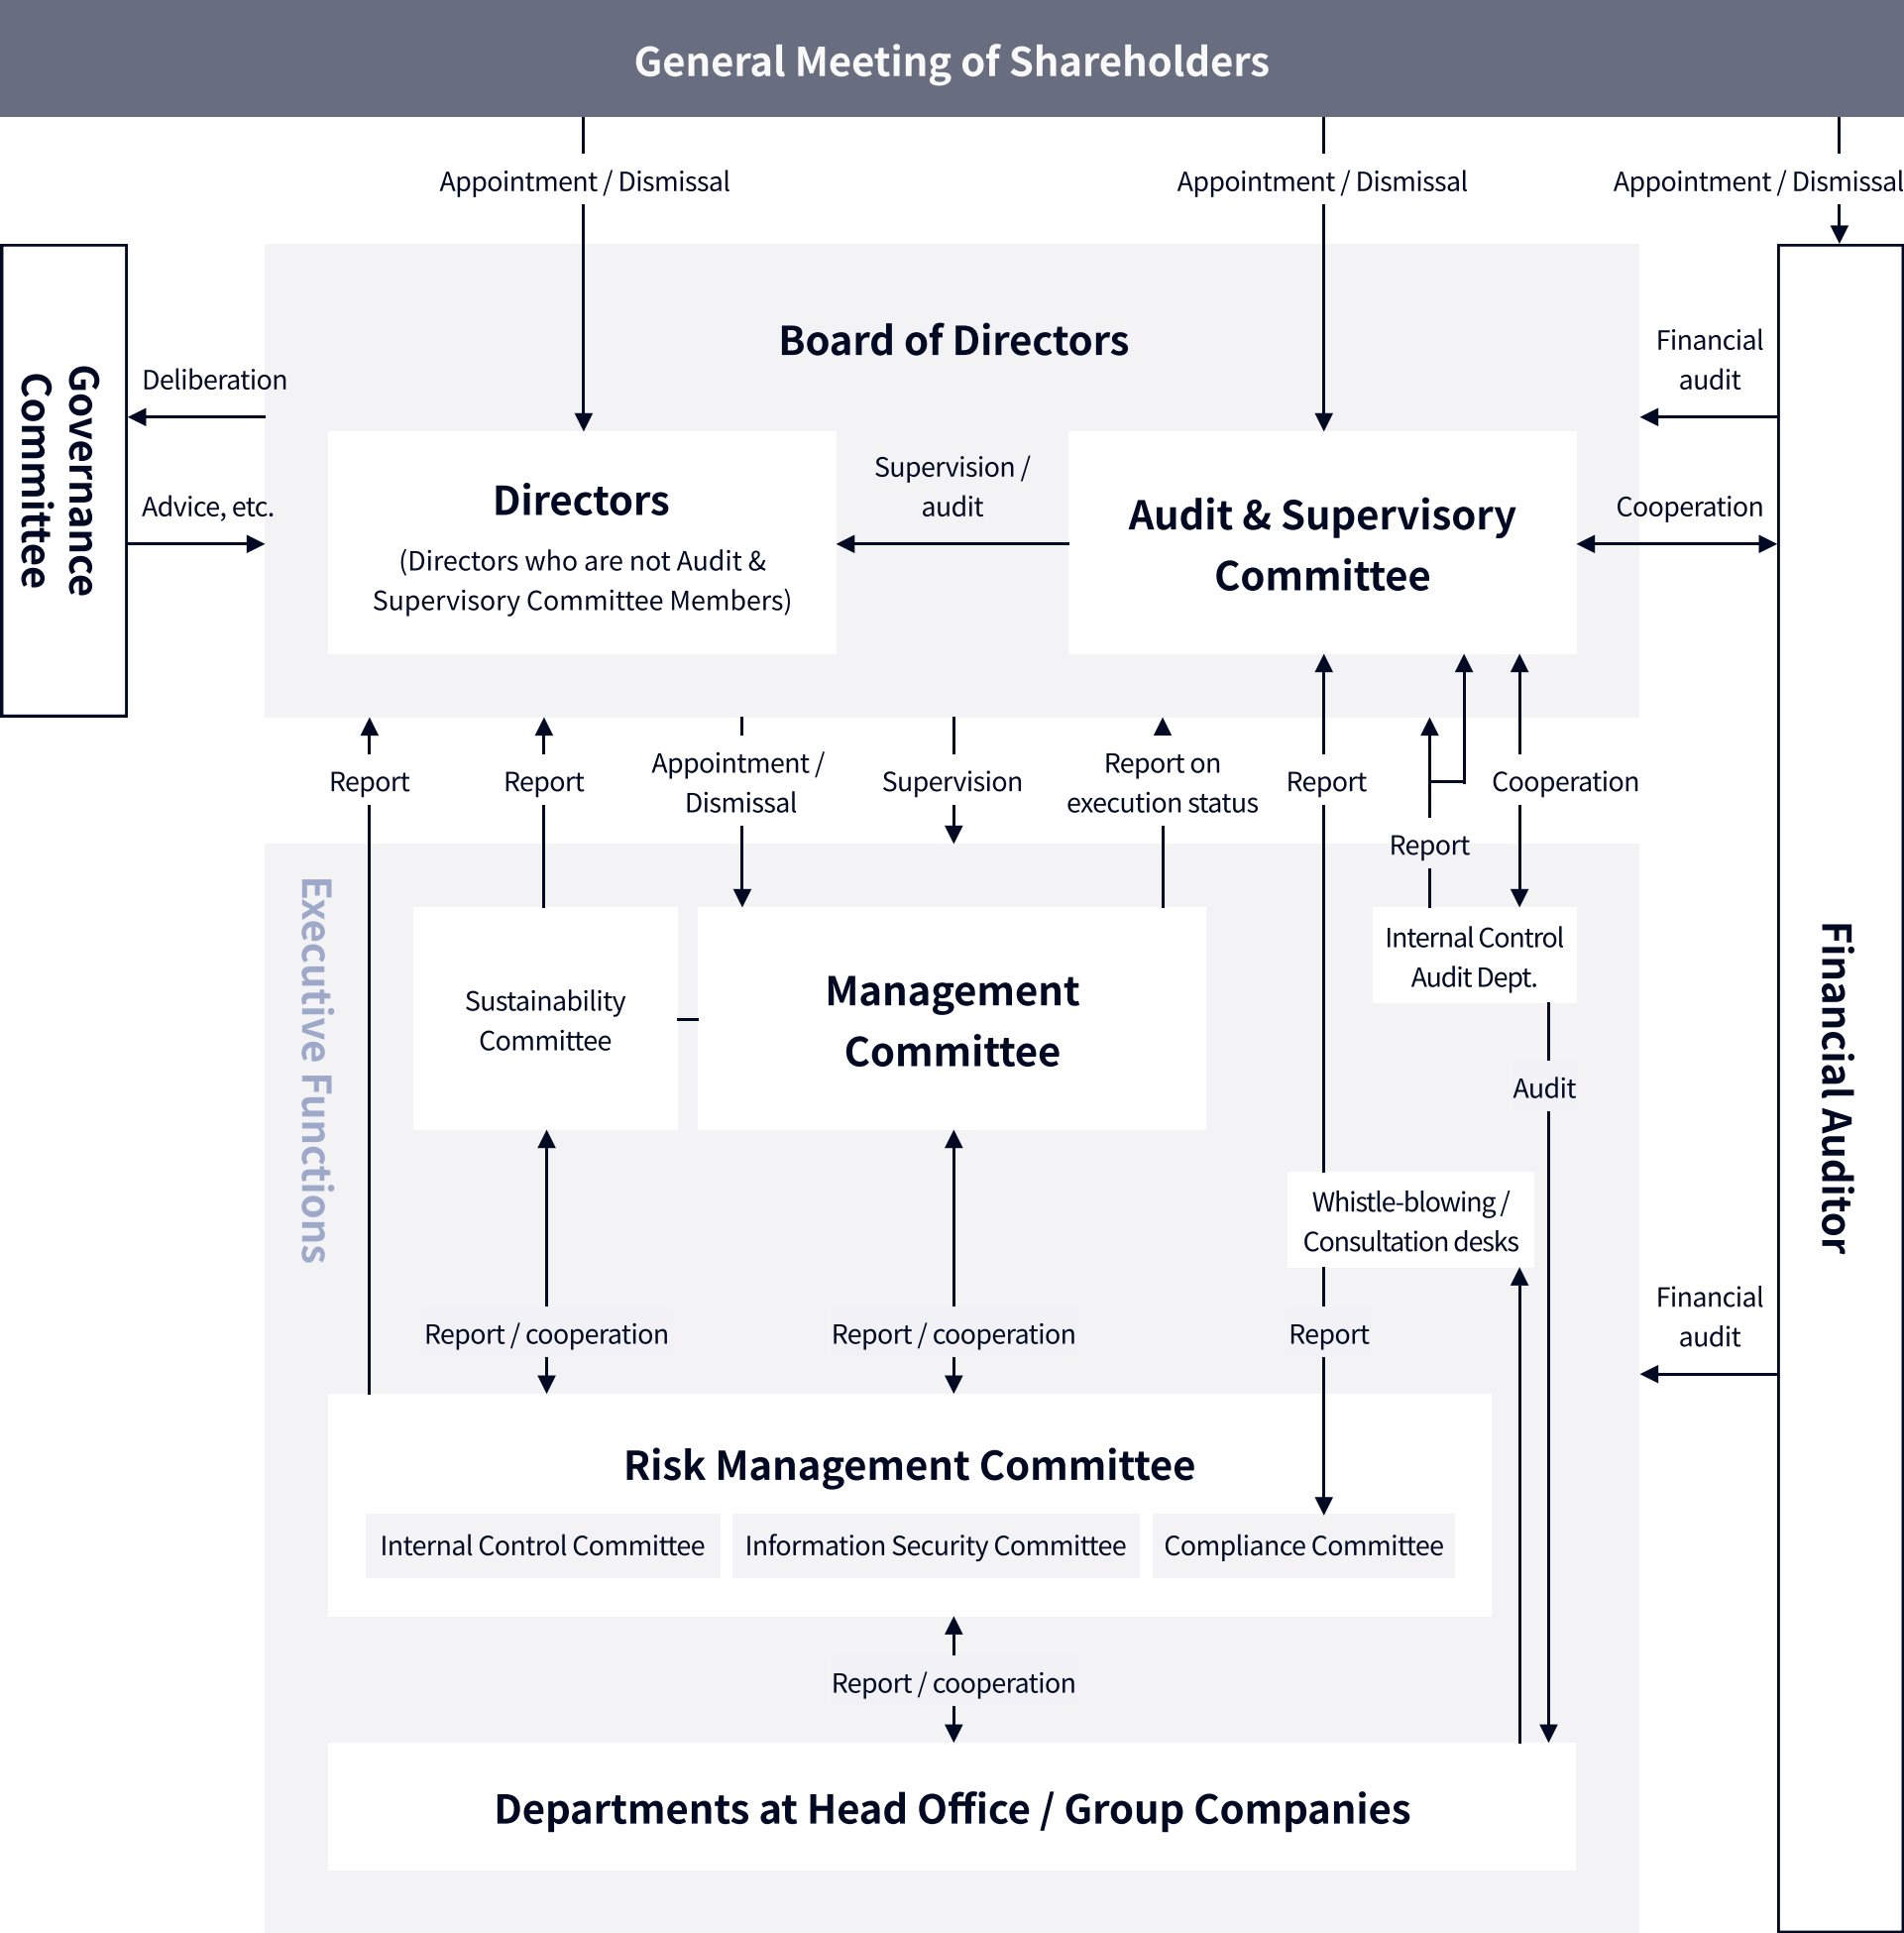 General Meeting of Shareholders
Appointment / Dismissal
Appointment / Dismissal
Appointment / Dismissal
Governance
Committee
Deliberation
Advice, etc.
Board of Directors
Directors
(Directors who are not Audit &
Supervisory Committee Members)
Supervision /
audit
Audit & Supervisory
Committee
Financial
audit
Cooperation
Financial Auditor
Report
Report
Appointment /
Dismissal
Supervision
Report on
execution status
Report
Report
Cooperation
Executive Functions
Sustainability
Committee
Management
Committee
Internal Control
Audit Dept.
Audit
Whistle-blowing /
Consultation desks
Report / cooperation
Report / cooperation
Report
Financial
audit
Risk Management Committee
Internal Control Committee
Information Security Committee
Compliance Committee
Report / cooperation
Departments at Head Office / Group Companies